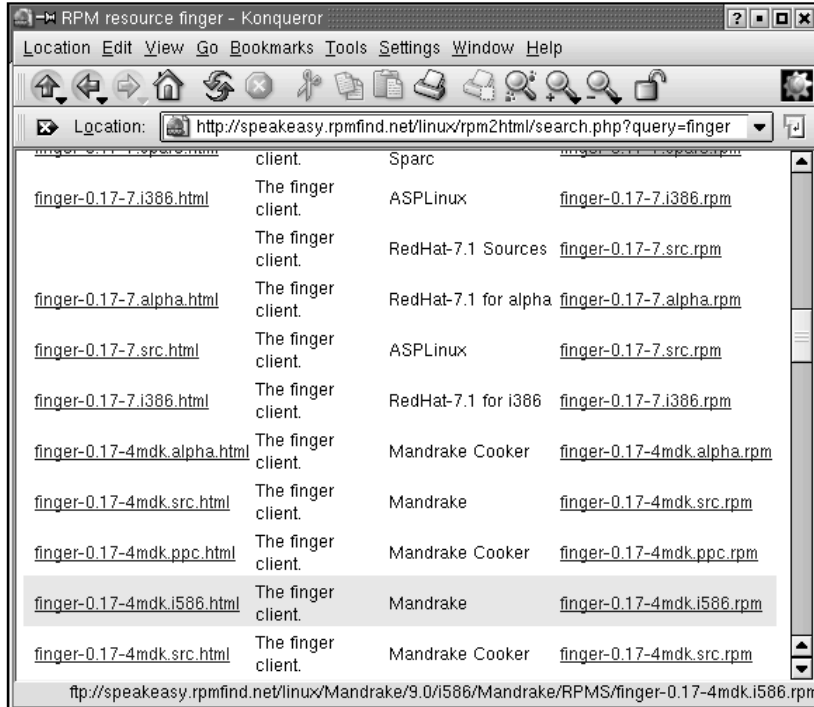 RPM resource finger - Konqueror
Location Edit View Go Bookmarks Tools Settings Window Help
Location: http://speakeasy.rpmfind.net/linux/rpm2html/search.php?query=finger
client. Sparc
finger-0.17-7.i386.html The finger client. ASPLinux finger-0.17-7.i386.rpm
The finger client. RedHat-7.1 Sources finger-0.17-7.src.rpm
finger-0.17-7.alpha.html The finger client. RedHat-7.1 for alpha finger-0.17-7.alpha.rpm
finger-0.17-7.src.html The finger client. ASPLinux finger-0.17-7.src.rpm
finger-0.17-7.i386.html The finger client. RedHat-7.1 for i386 finger-0.17-7.i386.rpm
finger-0.17-4mdk.alpha.html The finger client. Mandrake Cooker finger-0.17-4mdk.alpha.rpm
finger-0.17-4mdk.src.html The finger client. Mandrake finger-0.17-4mdk.src.rpm
finger-0.17-4mdk.ppc.html The finger client. Mandrake Cooker finger-0.17-4mdk.ppc.rpm
finger-0.17-4mdk.i586.html The finger client. Mandrake finger-0.17-4mdk.i586.rpm
finger-0.17-4mdk.src.html The finger client. Mandrake Cooker finger-0.17-4mdk.src.rpm
ftp://speakeasy.rpmfind.net/linux/Mandrake/9.0/i586/Mandrake/RPMS/finger-0.17-4mdk.i586.rpm